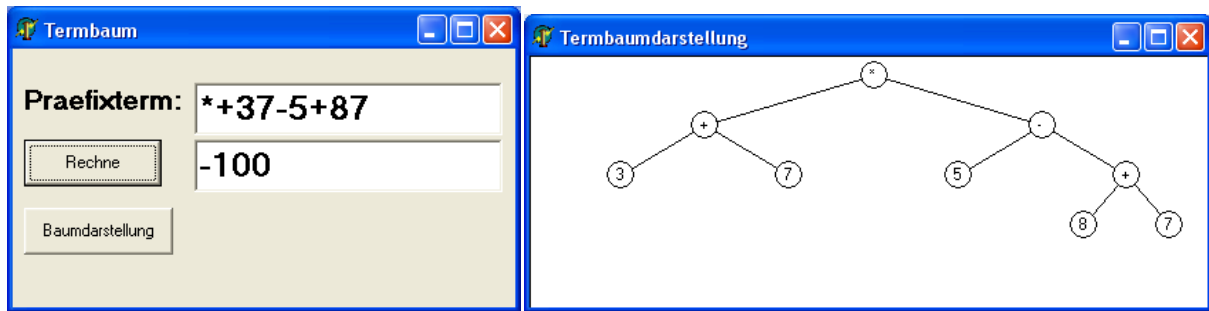 Termbaum
Praefixterm: *+37-5+87
Rechne -100
Baumdarstellung
Termbaumdarstellung
*
+ -
3 7 5 +
8 7